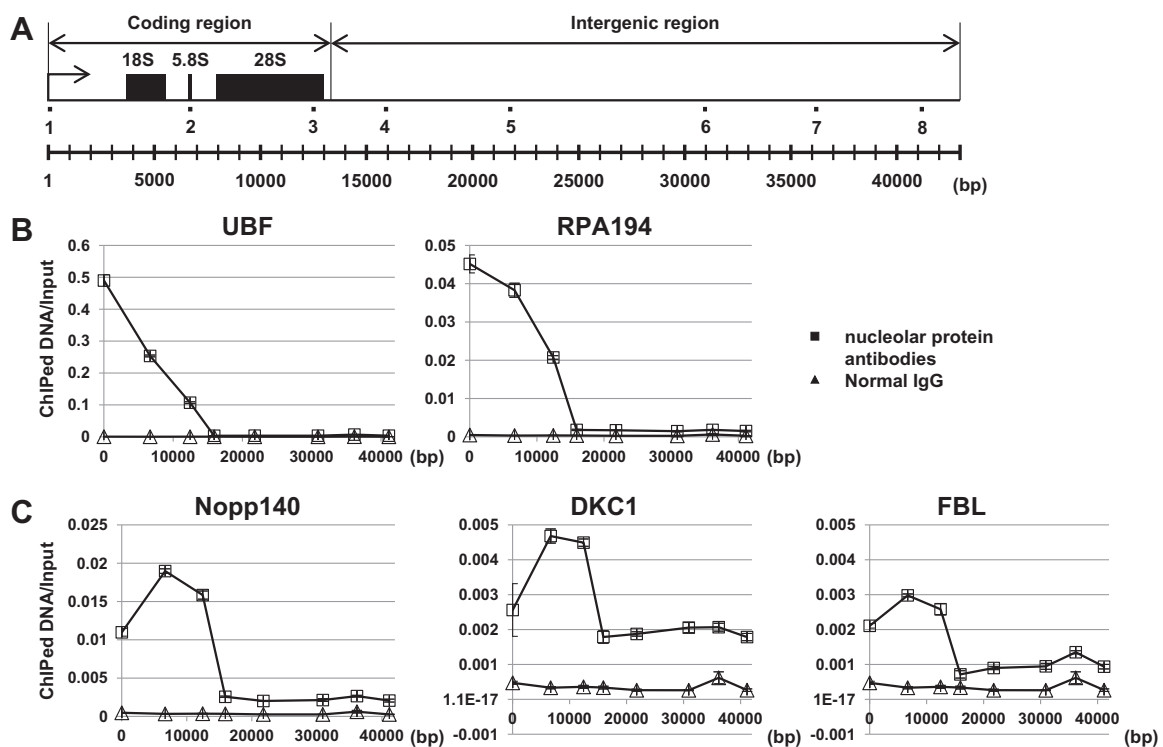 A
Coding region
Intergenic region
18S 5.8S 28S
1 2 3 4 5 6 7 8
1 5000 10000 15000 20000 25000 30000 35000 40000 (bp)
B
UBF
RPA194
ChIPed DNA/Input
0.6
0.5
0.4
0.3
0.2
0.1
0
0 10000 20000 30000 40000 (bp)
0.05
0.04
0.03
0.02
0.01
0
0 10000 20000 30000 40000 (bp)
nucleolar protein
antibodies
Normal IgG
C
Nopp140
DKC1
FBL
ChIPed DNA/Input
0.025
0.02
0.015
0.01
0.005
0
0 10000 20000 30000 40000 (bp)
0.005
0.004
0.003
0.002
0.001
1.1E-17
-0.001
0 10000 20000 30000 40000 (bp)
0.005
0.004
0.003
0.002
0.001
1E-17
-0.001
0 10000 20000 30000 40000 (bp)